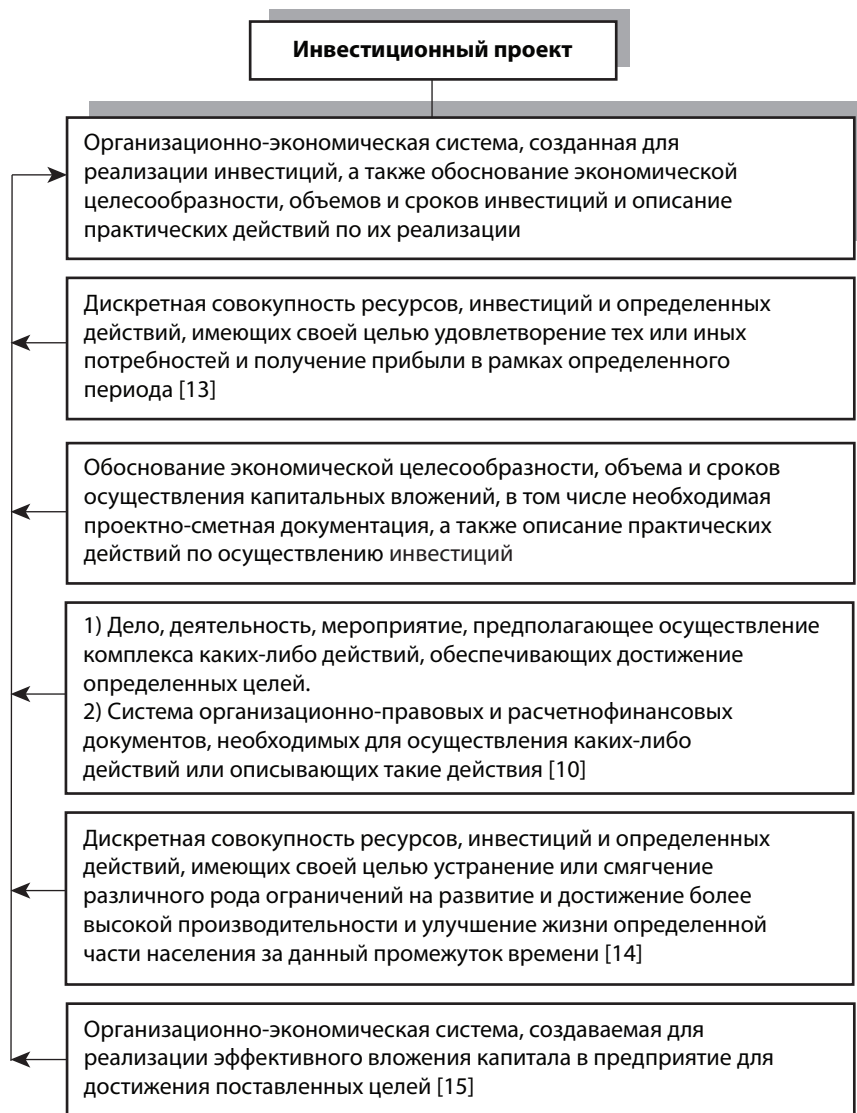 Инвестиционный проект
Организационно-экономическая система, созданная для
реализации инвестиций, а также обоснование экономической
целесообразности, объемов и сроков инвестиций и описание
практических действий по их реализации
Дискретная совокупность ресурсов, инвестиций и определенных
действий, имеющих своей целью удовлетворение тех или иных
потребностей и получение прибыли в рамках определенного
периода [13]
Обоснование экономической целесообразности, объема и сроков
осуществления капитальных вложений, в том числе необходимая
проектно-сметная документация, а также описание практических
действий по осуществлению инвестиций
1) Дело, деятельность, мероприятие, предполагающее осуществление
комплекса каких-либо действий, обеспечивающих достижение
определенных целей.
2) Система организационно-правовых и расчетнофинансовых
документов, необходимых для осуществления каких-либо
действий или описывающих такие действия [10]
Дискретная совокупность ресурсов, инвестиций и определенных
действий, имеющих своей целью устранение или смягчение
различного рода ограничений на развитие и достижение более
высокой производительности и улучшение жизни определенной
части населения за данный промежуток времени [14]
Организационно-экономическая система, создаваемая для
реализации эффективного вложения капитала в предприятие для
достижения поставленных целей [15]